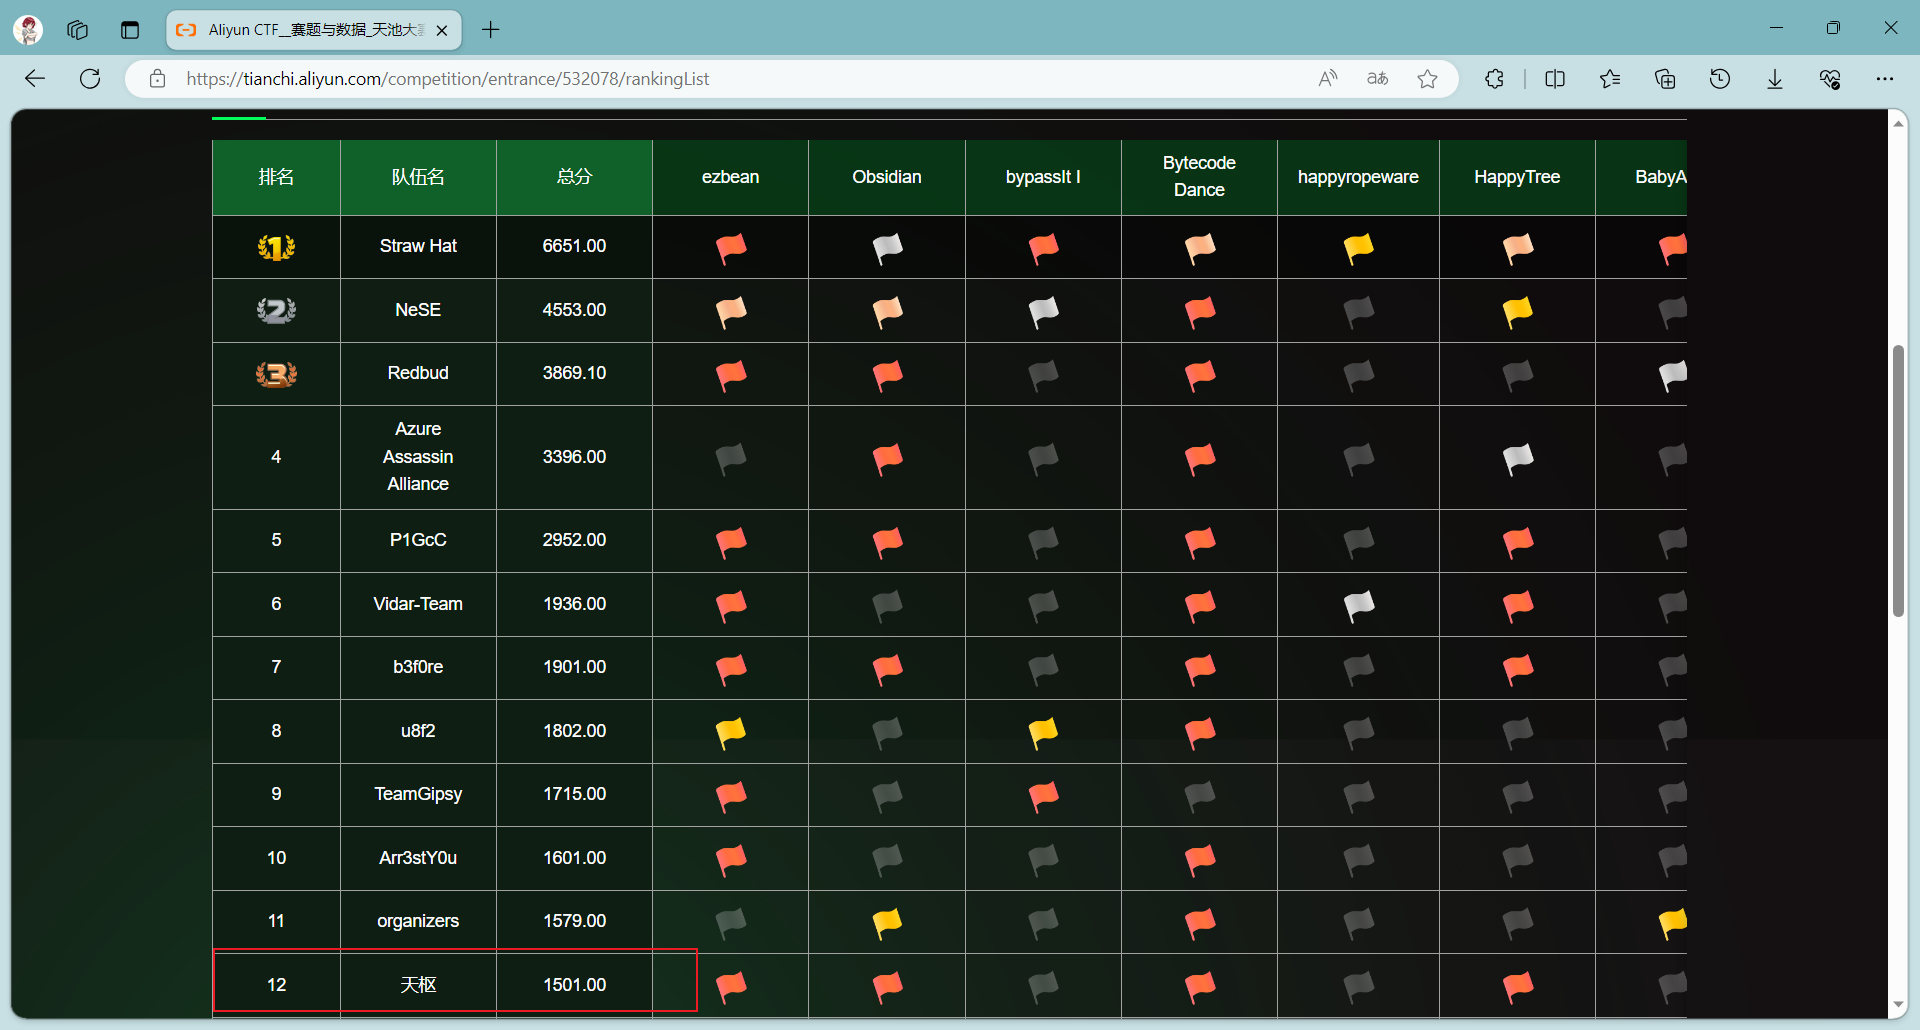 Aliyun CTF__赛题与数据_天池大赛
https://tianchi.aliyun.com/competition/entrance/532078/rankingList
排名 队伍名 总分 ezbean Obsidian bypassIt I Bytecode Dance happyropeware HappyTree BabyA
1 Straw Hat 6651.00
2 NeSE 4553.00
3 Redbud 3869.10
4 Azure Assassin Alliance 3396.00
5 P1GcC 2952.00
6 Vidar-Team 1936.00
7 b3f0re 1901.00
8 u8f2 1802.00
9 TeamGipsy 1715.00
10 Arr3stY0u 1601.00
11 organizers 1579.00
12 天枢 1501.00